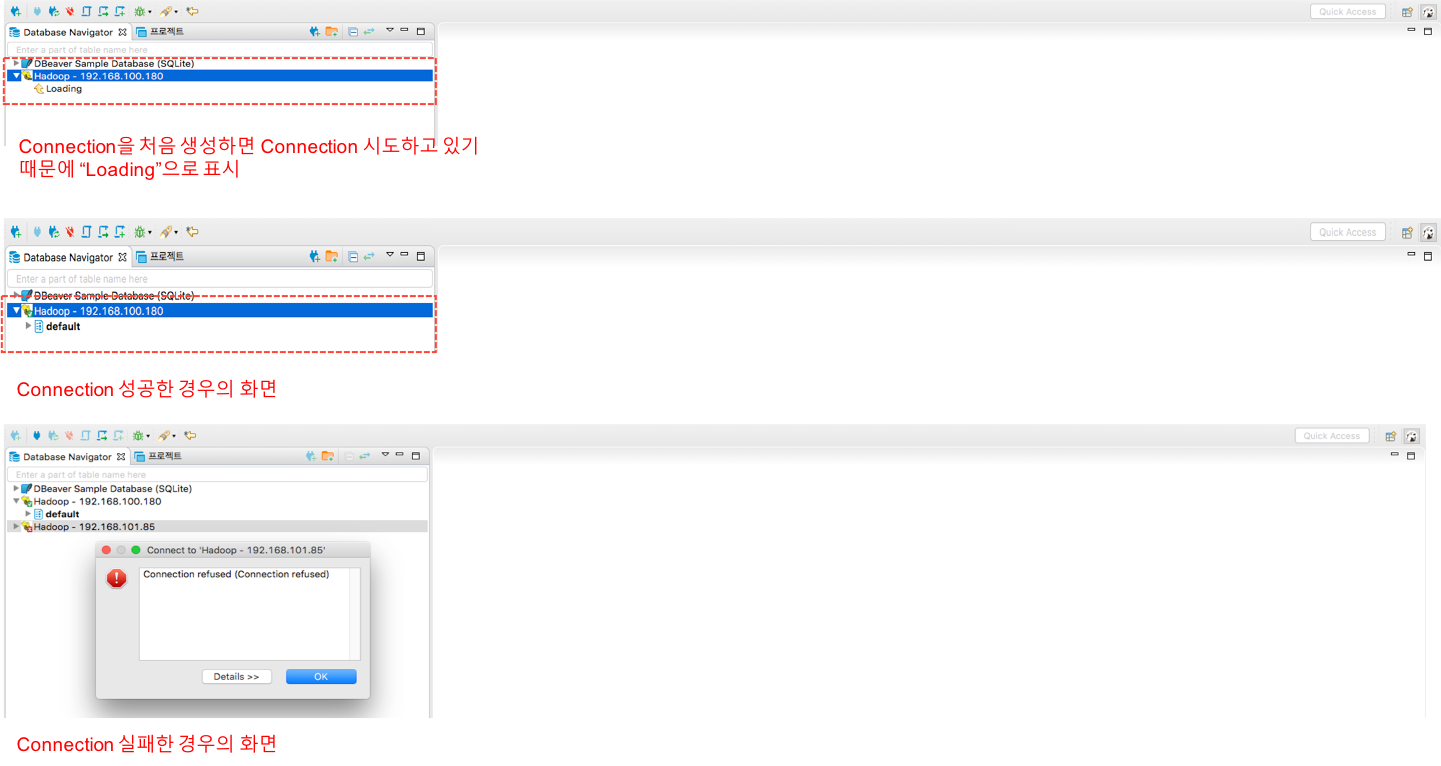 Quick Access
Database Navigator 프로젝트
Enter a part of table name here
DBeaver Sample Database (SQLite)
Hadoop - 192.168.100.180
Loading
Connection을 처음 생성하면 Connection 시도하고 있기
때문에 “Loading”으로 표시
Quick Access
Database Navigator 프로젝트
Enter a part of table name here
DBeaver Sample Database (SQLite)
Hadoop - 192.168.100.180
default
Connection 성공한 경우의 화면
Quick Access
Database Navigator 프로젝트
Enter a part of table name here
DBeaver Sample Database (SQLite)
Hadoop - 192.168.100.180
default
Hadoop - 192.168.101.85
Connect to 'Hadoop - 192.168.101.85'
Connection refused (Connection refused)
Details >> OK
Connection 실패한 경우의 화면